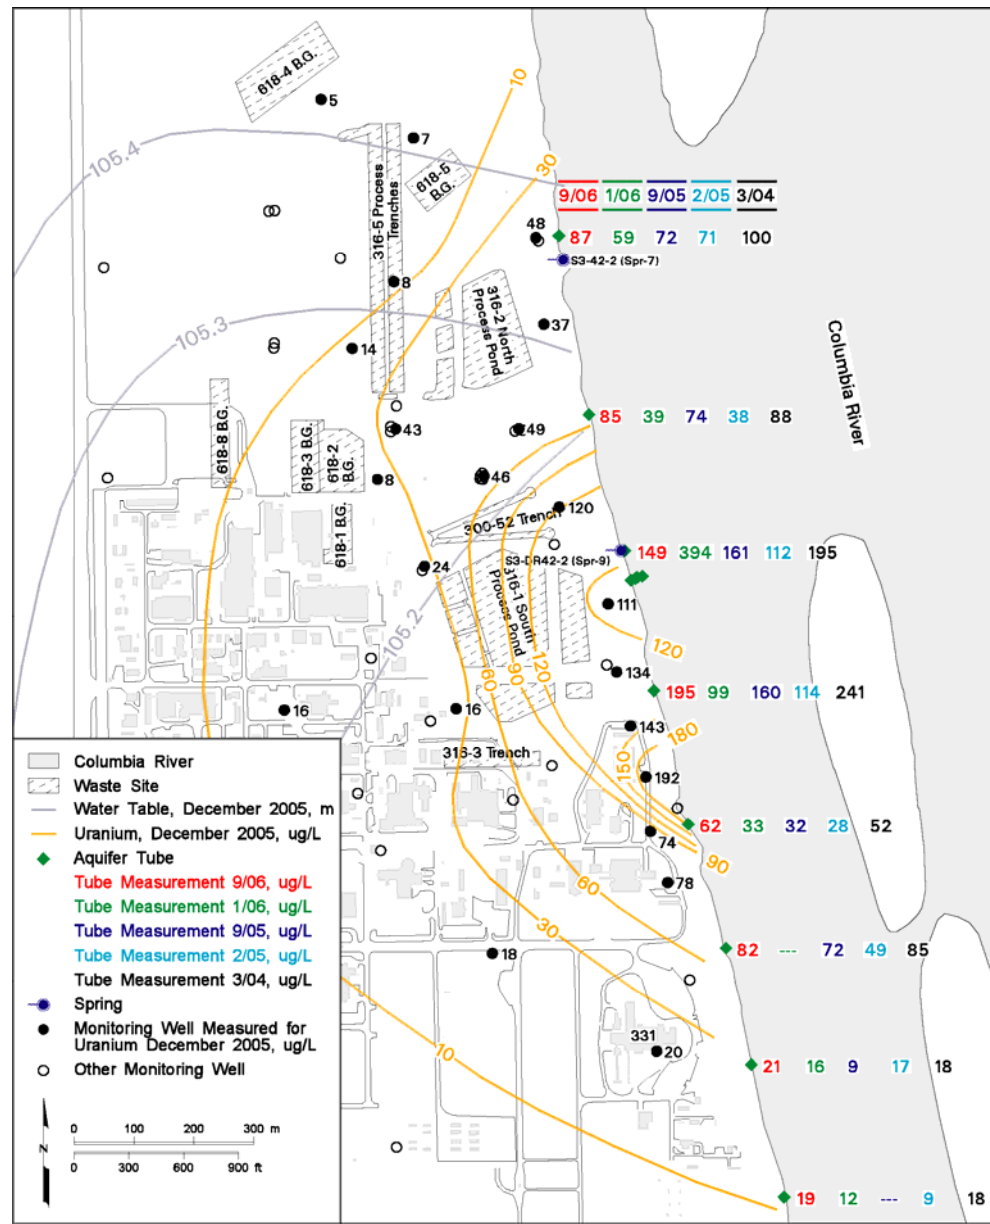 618-4 B.G.
5
10
7
105.4
618-5
B.G.
30
316-5 Process
Trenches
9/06 1/06 9/05 2/05 3/04
48
87 59 72 71 100
S3-42-2 (Spr-7)
8
316-2 North
Process Pond
37
105.3
14
Columbia River
618-8 B.G.
618-3 B.G.
618-2
B.G.
43
49
85 39 74 38 88
8
46
120
300-52 Trench
618-1 B.G.
S3-DR42-2 (Spr-9)
149 394 161 112 195
24
316-1 South
Process Pond
111
105.2
120
134
60
90
120
195 99 160 114 241
16
16
143
180
316-3 Trench
150
192
62 33 32 28 52
74
90
78
60
30
82 --- 72 49 85
18
331
20
21 16 9 17 18
10
19 12 --- 9 18
Columbia River
Waste Site
Water Table, December 2005, m
Uranium, December 2005, ug/L
Aquifer Tube
Tube Measurement 9/06, ug/L
Tube Measurement 1/06, ug/L
Tube Measurement 9/05, ug/L
Tube Measurement 2/05, ug/L
Tube Measurement 3/04, ug/L
Spring
Monitoring Well Measured for
Uranium December 2005, ug/L
Other Monitoring Well
N
0 100 200 300 m
0 300 600 900 ft